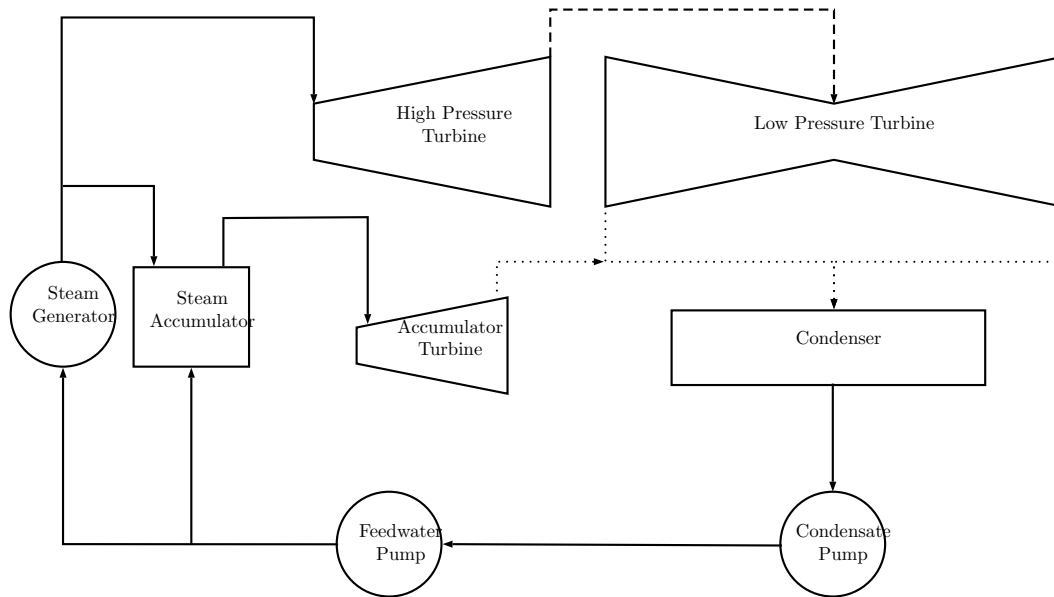 High Pressure
Turbine
Low Pressure Turbine
Steam
Generator
Steam
Accumulator
Accumulator
Turbine
Condenser
Feedwater
Pump
Condensate
Pump